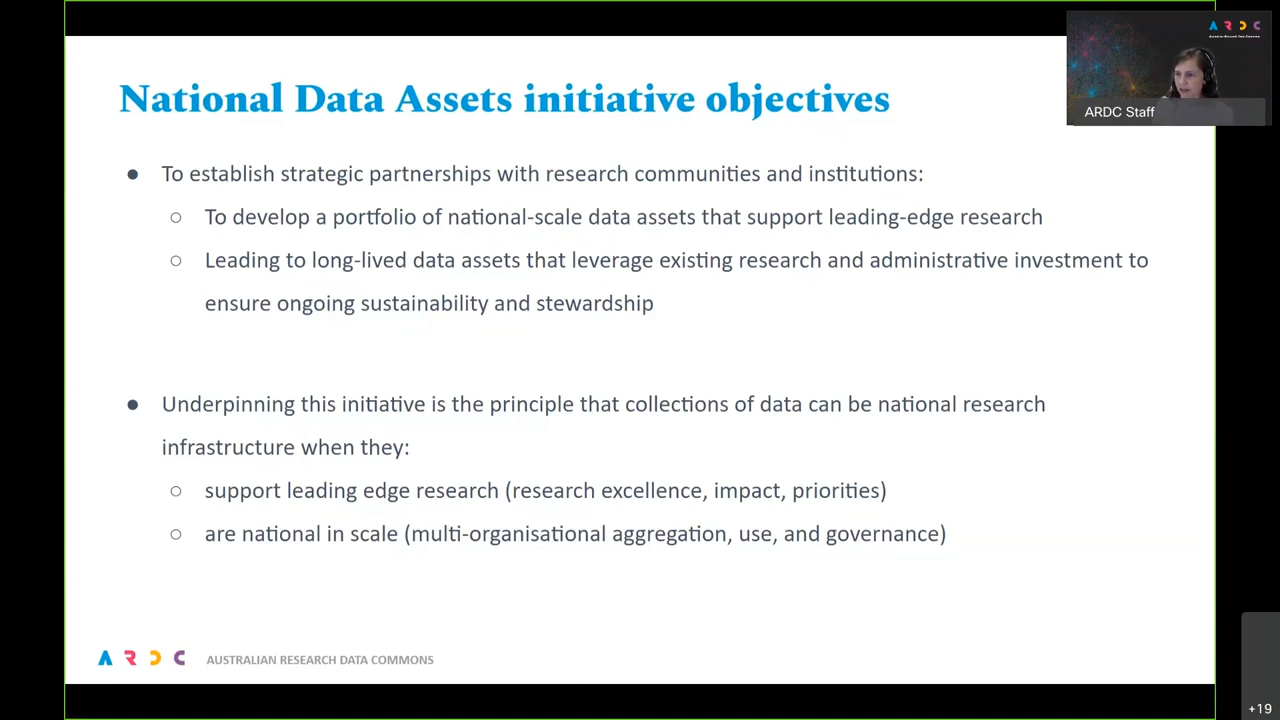 National Data Assets initiative objectives
A R D C
ARDC Staff
● To establish strategic partnerships with research communities and institutions:
○ To develop a portfolio of national-scale data assets that support leading-edge research
○ Leading to long-lived data assets that leverage existing research and administrative investment to
ensure ongoing sustainability and stewardship
● Underpinning this initiative is the principle that collections of data can be national research
infrastructure when they:
○ support leading edge research (research excellence, impact, priorities)
○ are national in scale (multi-organisational aggregation, use, and governance)
A R D C AUSTRALIAN RESEARCH DATA COMMONS
+19